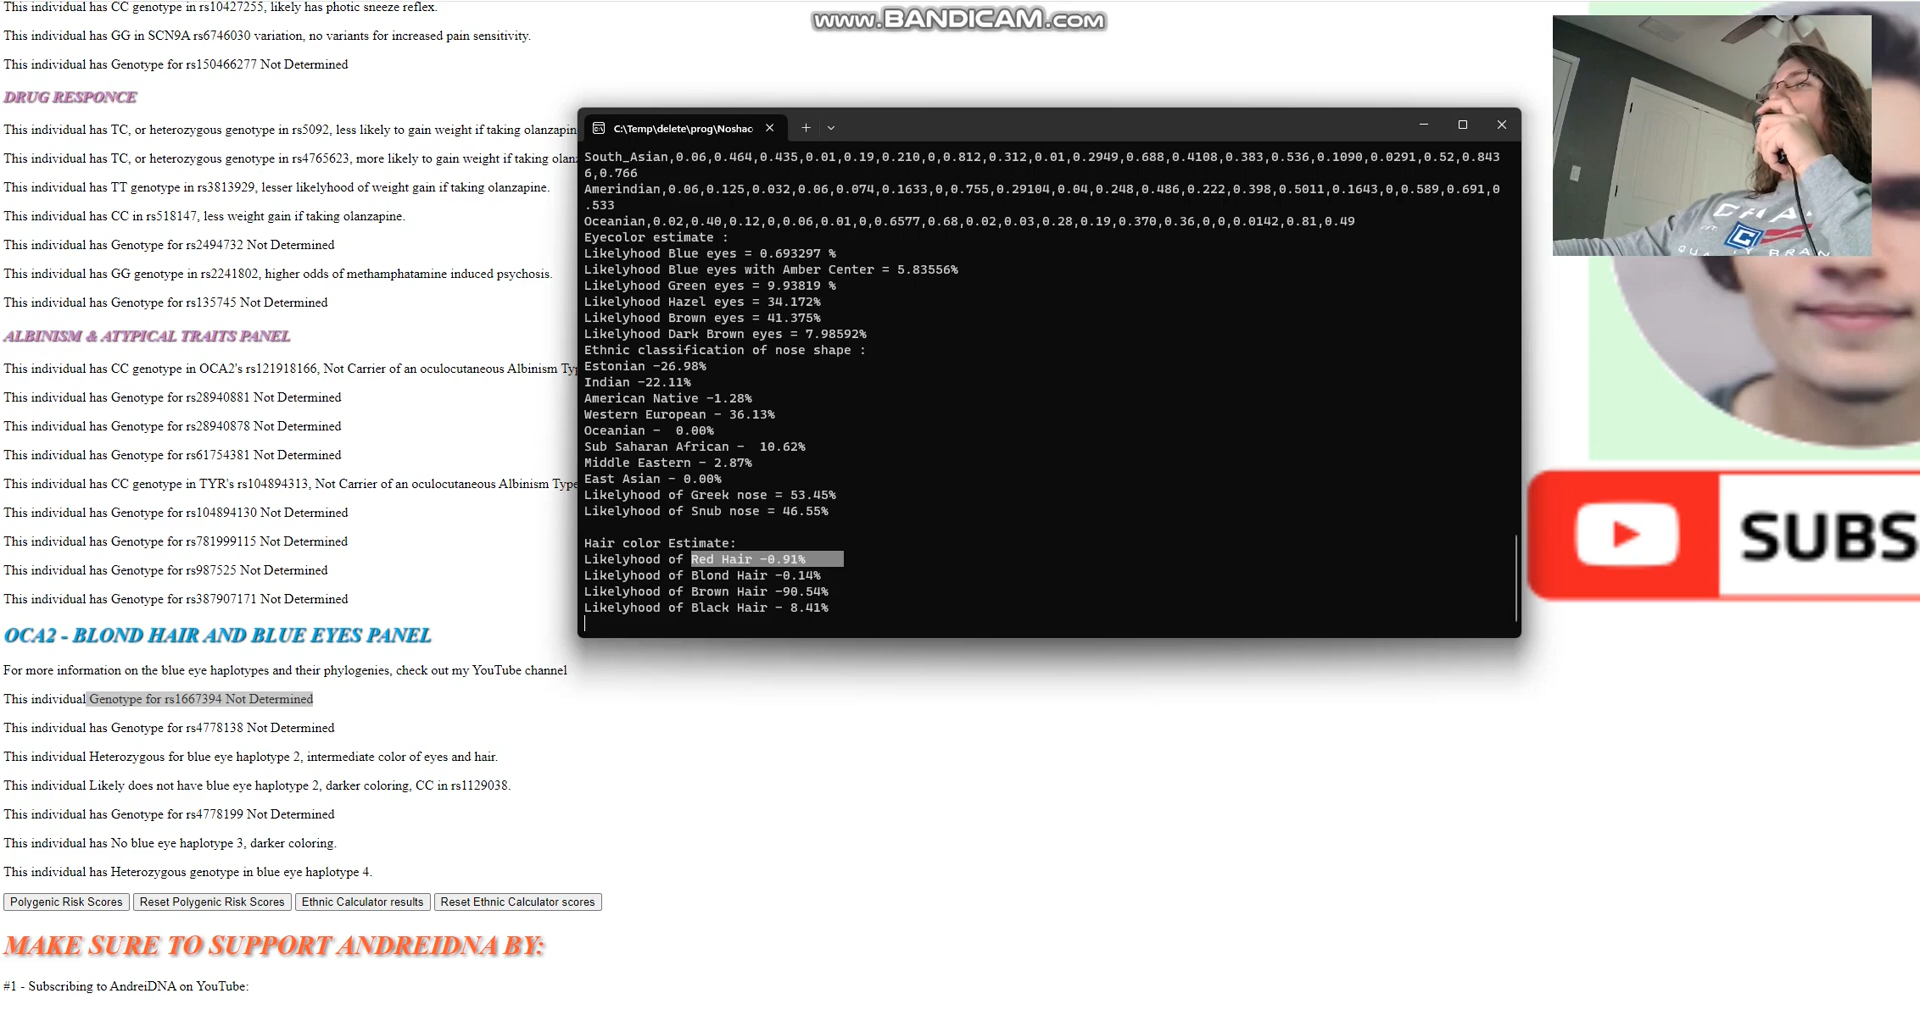 www.BANDICAM.com
This individual has CC genotype in rs10427255, likely has photic sneeze reflex.
This individual has GG in SCN9A rs6746030 variation, no variants for increased pain sensitivity.
This individual has Genotype for rs150466277 Not Determined
DRUG RESPONCE
This individual has TC, or heterozygous genotype in rs5092, less likely to gain weight if taking olanzapin
This individual has TC, or heterozygous genotype in rs4765623, more likely to gain weight if taking olan
This individual has TT genotype in rs3813929, lesser likelyhood of weight gain if taking olanzapine.
This individual has CC in rs518147, less weight gain if taking olanzapine.
This individual has Genotype for rs2494732 Not Determined
This individual has GG genotype in rs2241802, higher odds of methamphatamine induced psychosis.
This individual has Genotype for rs135745 Not Determined
ALBINISM & ATYPICAL TRAITS PANEL
This individual has CC genotype in OCA2's rs121918166, Not Carrier of an oculocutaneous Albinism Ty
This individual has Genotype for rs28940881 Not Determined
This individual has Genotype for rs28940878 Not Determined
This individual has Genotype for rs61754381 Not Determined
This individual has CC genotype in TYR's rs104894313, Not Carrier of an oculocutaneous Albinism Type
This individual has Genotype for rs104894130 Not Determined
This individual has Genotype for rs781999115 Not Determined
This individual has Genotype for rs987525 Not Determined
This individual has Genotype for rs387907171 Not Determined
OCA2 - BLOND HAIR AND BLUE EYES PANEL
For more information on the blue eye haplotypes and their phylogenies, check out my YouTube channel
This individual Genotype for rs1667394 Not Determined
This individual has Genotype for rs4778138 Not Determined
This individual Heterozygous for blue eye haplotype 2, intermediate color of eyes and hair.
This individual Likely does not have blue eye haplotype 2, darker coloring, CC in rs1129038.
This individual has Genotype for rs4778199 Not Determined
This individual has No blue eye haplotype 3, darker coloring.
This individual has Heterozygous genotype in blue eye haplotype 4.
Polygenic Risk Scores Reset Polygenic Risk Scores Ethnic Calculator results Reset Ethnic Calculator scores
MAKE SURE TO SUPPORT ANDREIDNA BY:
#1 - Subscribing to AndreiDNA on YouTube:
C:\Temp\delete\prog\Noshac
South_Asian,0.06,0.464,0.435,0.01,0.19,0.210,0,0.812,0.312,0.01,0.2949,0.688,0.4108,0.383,0.536,0.1090,0.0291,0.52,0.843
6,0.766
Amerindian,0.06,0.125,0.032,0.06,0.074,0.1633,0,0.755,0.29104,0.04,0.248,0.486,0.222,0.398,0.5011,0.1643,0,0.589,0.691,0
.533
Oceanian,0.02,0.40,0.12,0,0.06,0.01,0,0.6577,0.68,0.02,0.03,0.28,0.19,0.370,0.36,0,0,0.0142,0.81,0.49
Eyecolor estimate :
Likelyhood Blue eyes = 0.693297 %
Likelyhood Blue eyes with Amber Center = 5.83556%
Likelyhood Green eyes = 9.93819 %
Likelyhood Hazel eyes = 34.172%
Likelyhood Brown eyes = 41.375%
Likelyhood Dark Brown eyes = 7.98592%
Ethnic classification of nose shape :
Estonian -26.98%
Indian -22.11%
American Native -1.28%
Western European - 36.13%
Oceanian -  0.00%
Sub Saharan African -  10.62%
Middle Eastern - 2.87%
East Asian - 0.00%
Likelyhood of Greek nose = 53.45%
Likelyhood of Snub nose = 46.55%
Hair color Estimate:
Likelyhood of Red Hair -0.91%
Likelyhood of Blond Hair -0.14%
Likelyhood of Brown Hair -90.54%
Likelyhood of Black Hair - 8.41%
SUBS